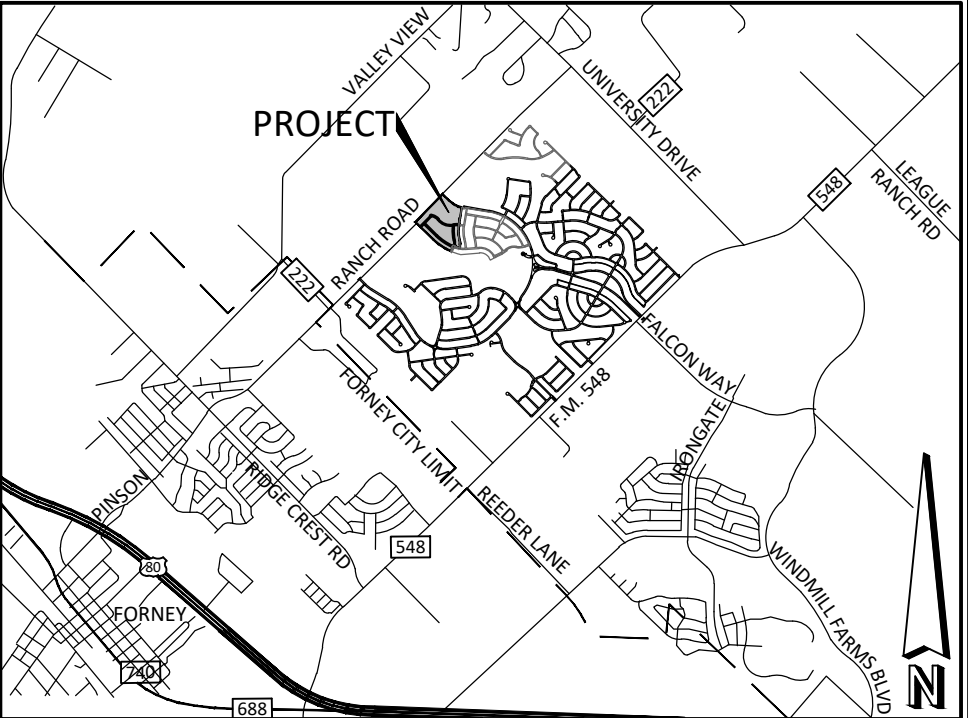 VALLEY VIEW
PROJECT
UNIVERSITY DRIVE
222
548
LEAGUE
RANCH RD
RANCH ROAD
222
FORNEY CITY LIMIT
FALCON WAY
F.M. 548
IRONGATE
PINSON
RIDGE CREST RD
REEDER LANE
548
80
WINDMILL FARMS BLVD
FORNEY
740
688
N